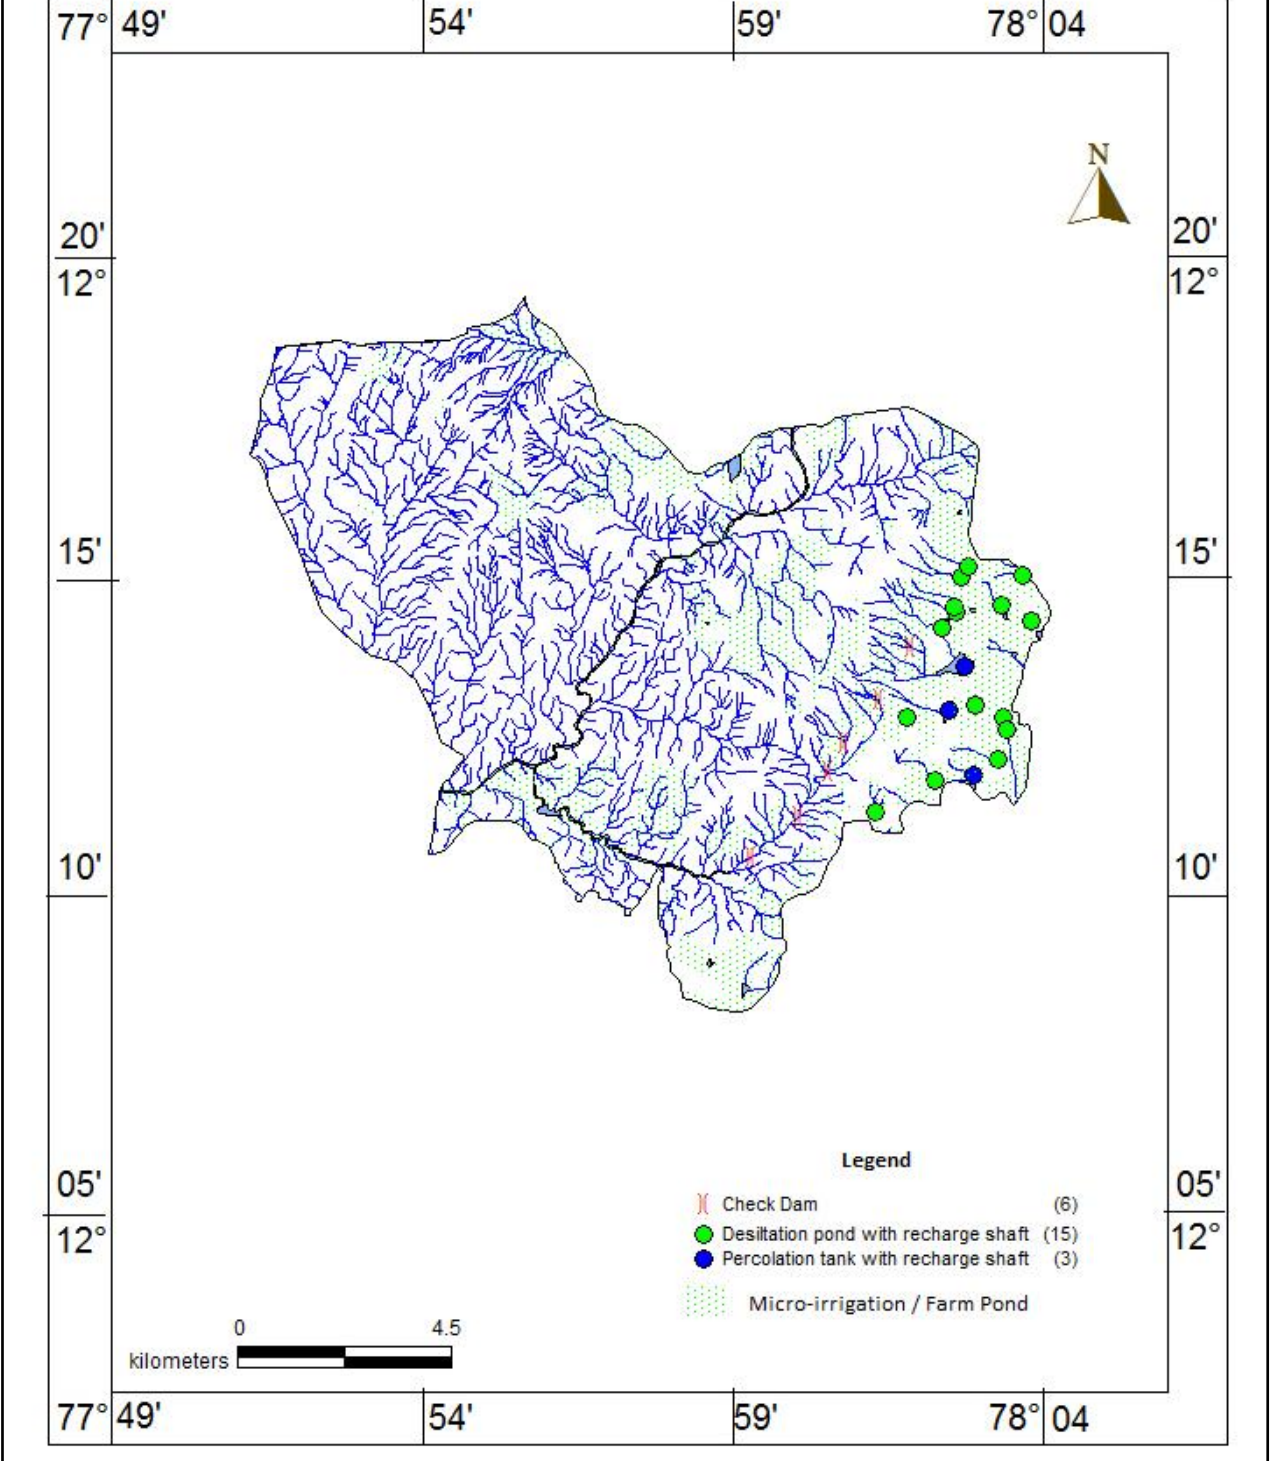 77° 49' 54' 59' 78° 04
N
20' 20'
12° 12°
15' 15'
10' 10'
Legend
05' 05'
Check Dam (6)
12° Desiltation pond with recharge shaft (15) 12°
Percolation tank with recharge shaft (3)
Micro-irrigation / Farm Pond
0 4.5
kilometers
77° 49' 54' 59' 78° 04